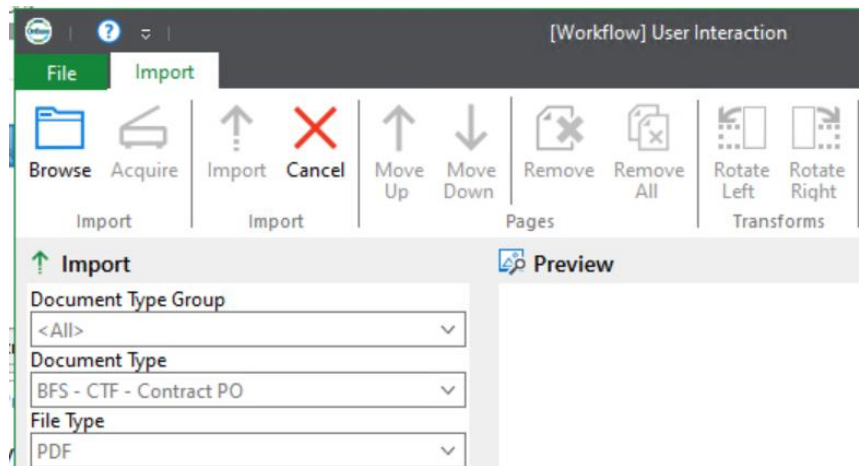 [Workflow] User Interaction
File Import
Browse Acquire Import Cancel Move Up Move Down Remove Remove All Rotate Left Rotate Right
Import Import Pages Transforms
Import
Preview
Document Type Group
<All>
Document Type
BFS - CTF - Contract PO
File Type
PDF